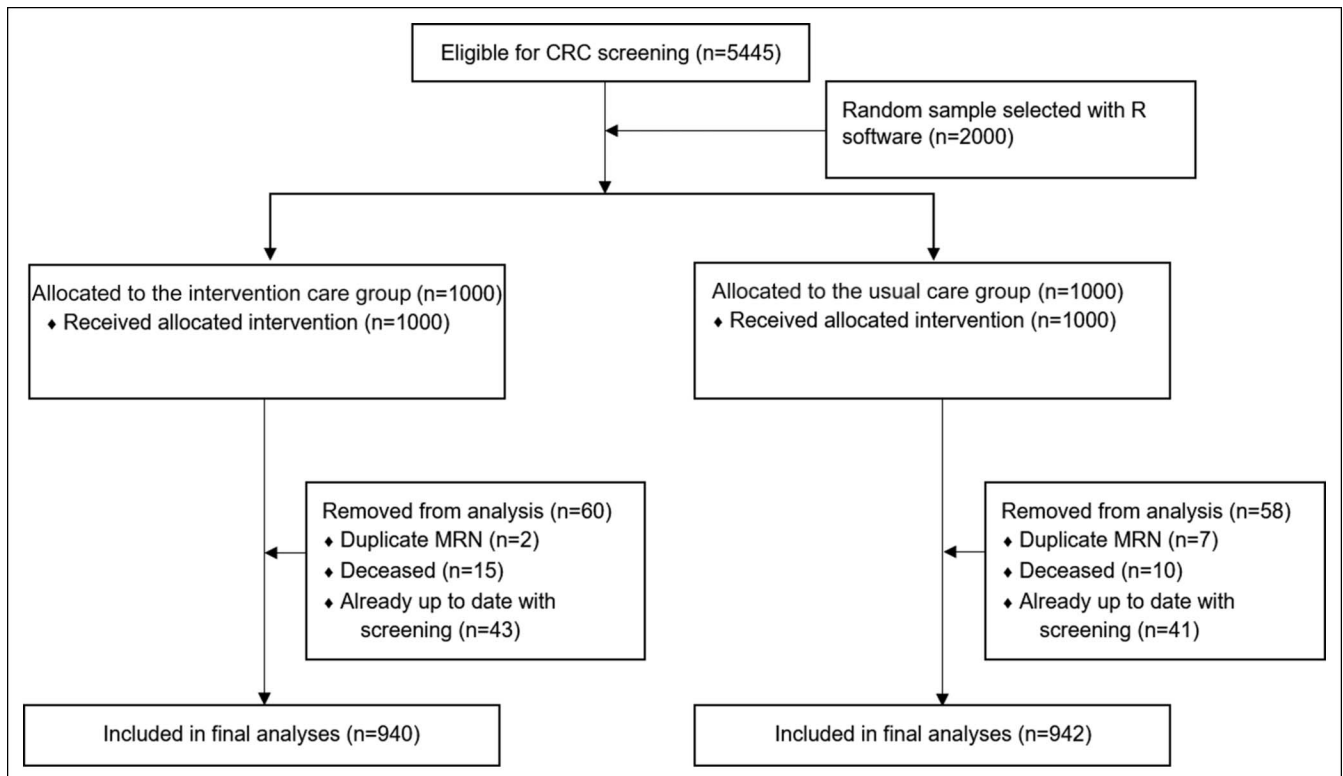 Eligible for CRC screening (n=5445)
Random sample selected with R
software (n=2000)
Allocated to the intervention care group (n=1000)
♦ Received allocated intervention (n=1000)
Allocated to the usual care group (n=1000)
♦ Received allocated intervention (n=1000)
Removed from analysis (n=60)
♦ Duplicate MRN (n=2)
♦ Deceased (n=15)
♦ Already up to date with
screening (n=43)
Removed from analysis (n=58)
♦ Duplicate MRN (n=7)
♦ Deceased (n=10)
♦ Already up to date with
screening (n=41)
Included in final analyses (n=940)
Included in final analyses (n=942)